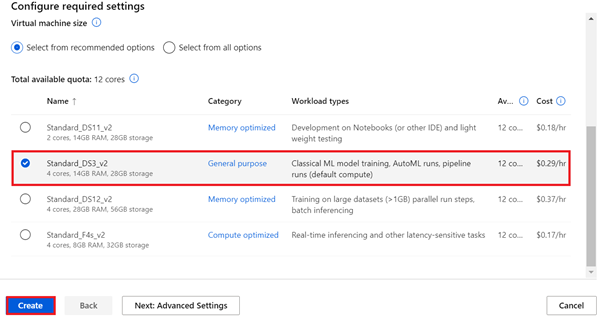 Configure required settings
Virtual machine size
Select from recommended options Select from all options
Total available quota: 12 cores
Name ↑ Category Workload types Av... Cost
Standard_DS11_v2 Memory optimized Development on Notebooks (or other IDE) and light 12 co... $0.18/hr
2 cores, 14GB RAM, 28GB storage weight testing
Standard_DS3_v2 General purpose Classical ML model training, AutoML runs, pipeline 12 co... $0.29/hr
4 cores, 14GB RAM, 28GB storage runs (default compute)
Standard_DS12_v2 Memory optimized Training on large datasets (>1GB) parallel run steps, 12 co... $0.37/hr
4 cores, 28GB RAM, 56GB storage batch inferencing
Standard_F4s_v2 Compute optimized Real-time inferencing and other latency-sensitive tasks 12 co... $0.17/hr
4 cores, 8GB RAM, 32GB storage
Create Back Next: Advanced Settings Cancel